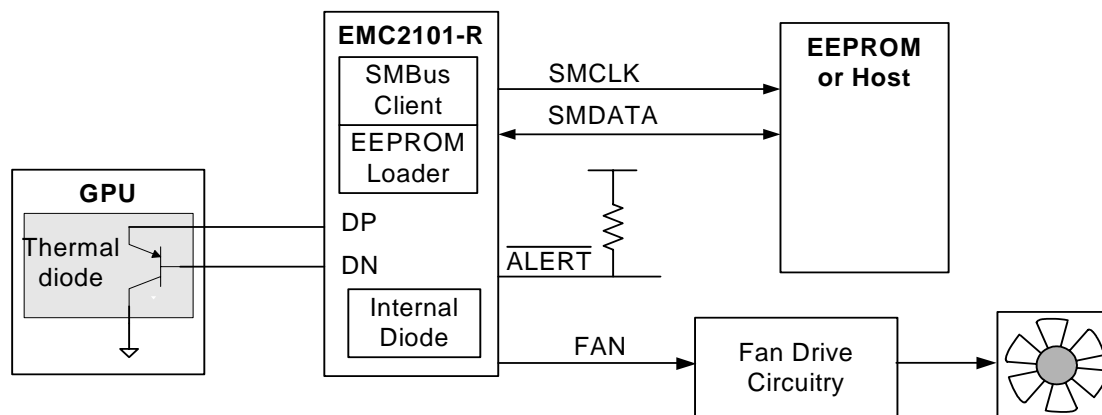 EMC2101-R
SMBus
Client
EEPROM
Loader
DP
DN
Internal
Diode
GPU
Thermal
diode
SMCLK
SMDATA
ALERT
FAN
EEPROM
or Host
Fan Drive
Circuitry